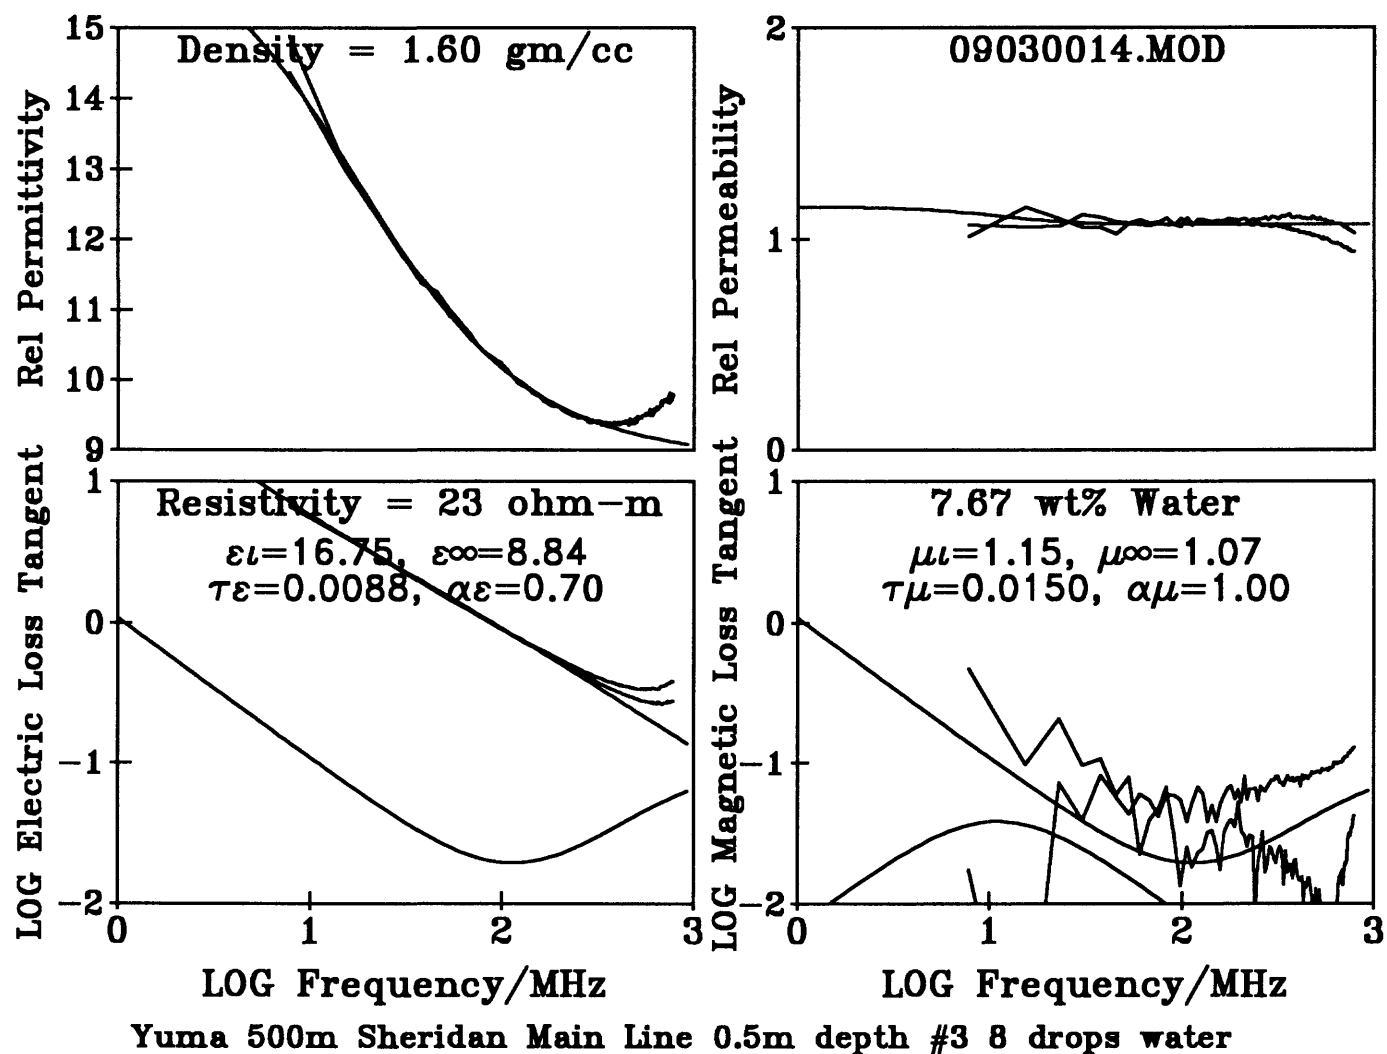 Density = 1.60 gm/cc
15
14
13
12
11
10
9
Rel Permittivity
09030014.MOD
2
1
0
Rel Permeability
Resistivity = 23 ohm-m
ει=16.75, ε∞=8.84
τε=0.0088, αε=0.70
1
0
-1
-2
LOG Electric Loss Tangent
0 1 2 3
LOG Frequency/MHz
7.67 wt% Water
μι=1.15, μ∞=1.07
τμ=0.0150, αμ=1.00
1
0
-1
-2
LOG Magnetic Loss Tangent
0 1 2 3
LOG Frequency/MHz
Yuma 500m Sheridan Main Line 0.5m depth #3 8 drops water